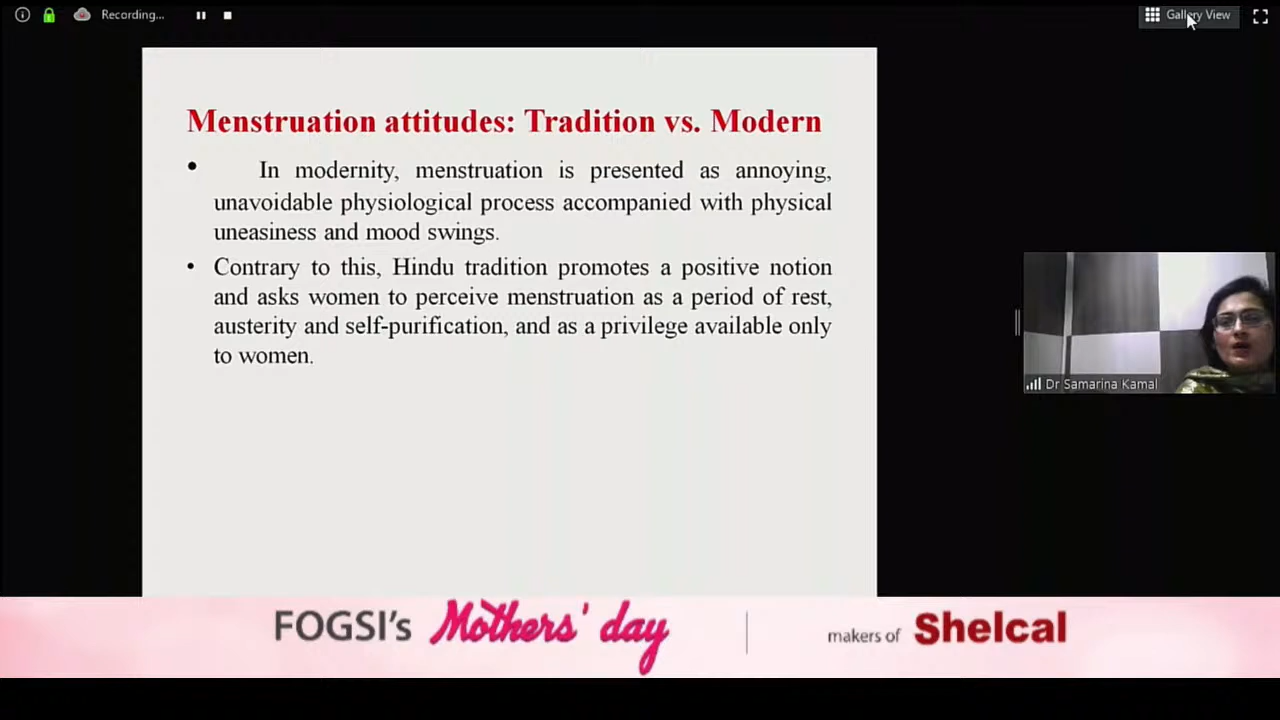 Recording...
Gallery View
Menstruation attitudes: Tradition vs. Modern
• In modernity, menstruation is presented as annoying,
unavoidable physiological process accompanied with physical
uneasiness and mood swings.
• Contrary to this, Hindu tradition promotes a positive notion
and asks women to perceive menstruation as a period of rest,
austerity and self-purification, and as a privilege available only
to women.
Dr Samarina Kamal
FOGSI's Mothers' day
makers of Shelcal